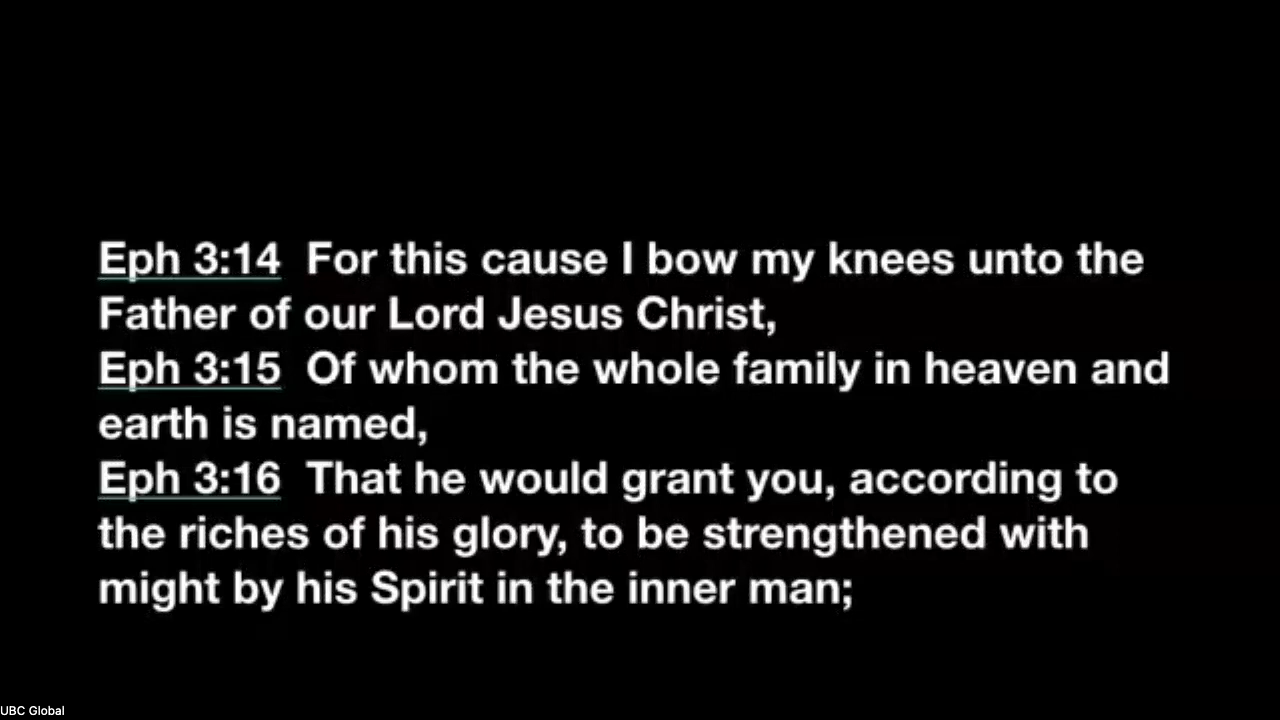 Eph 3:14  For this cause I bow my knees unto the
Father of our Lord Jesus Christ,
Eph 3:15  Of whom the whole family in heaven and
earth is named,
Eph 3:16  That he would grant you, according to
the riches of his glory, to be strengthened with
might by his Spirit in the inner man;
UBC Global